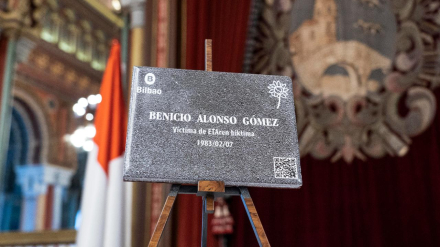 Bilbao
BENICIO ALONSO GÓMEZ
Víctima de ETAren biktima
1983/02/07